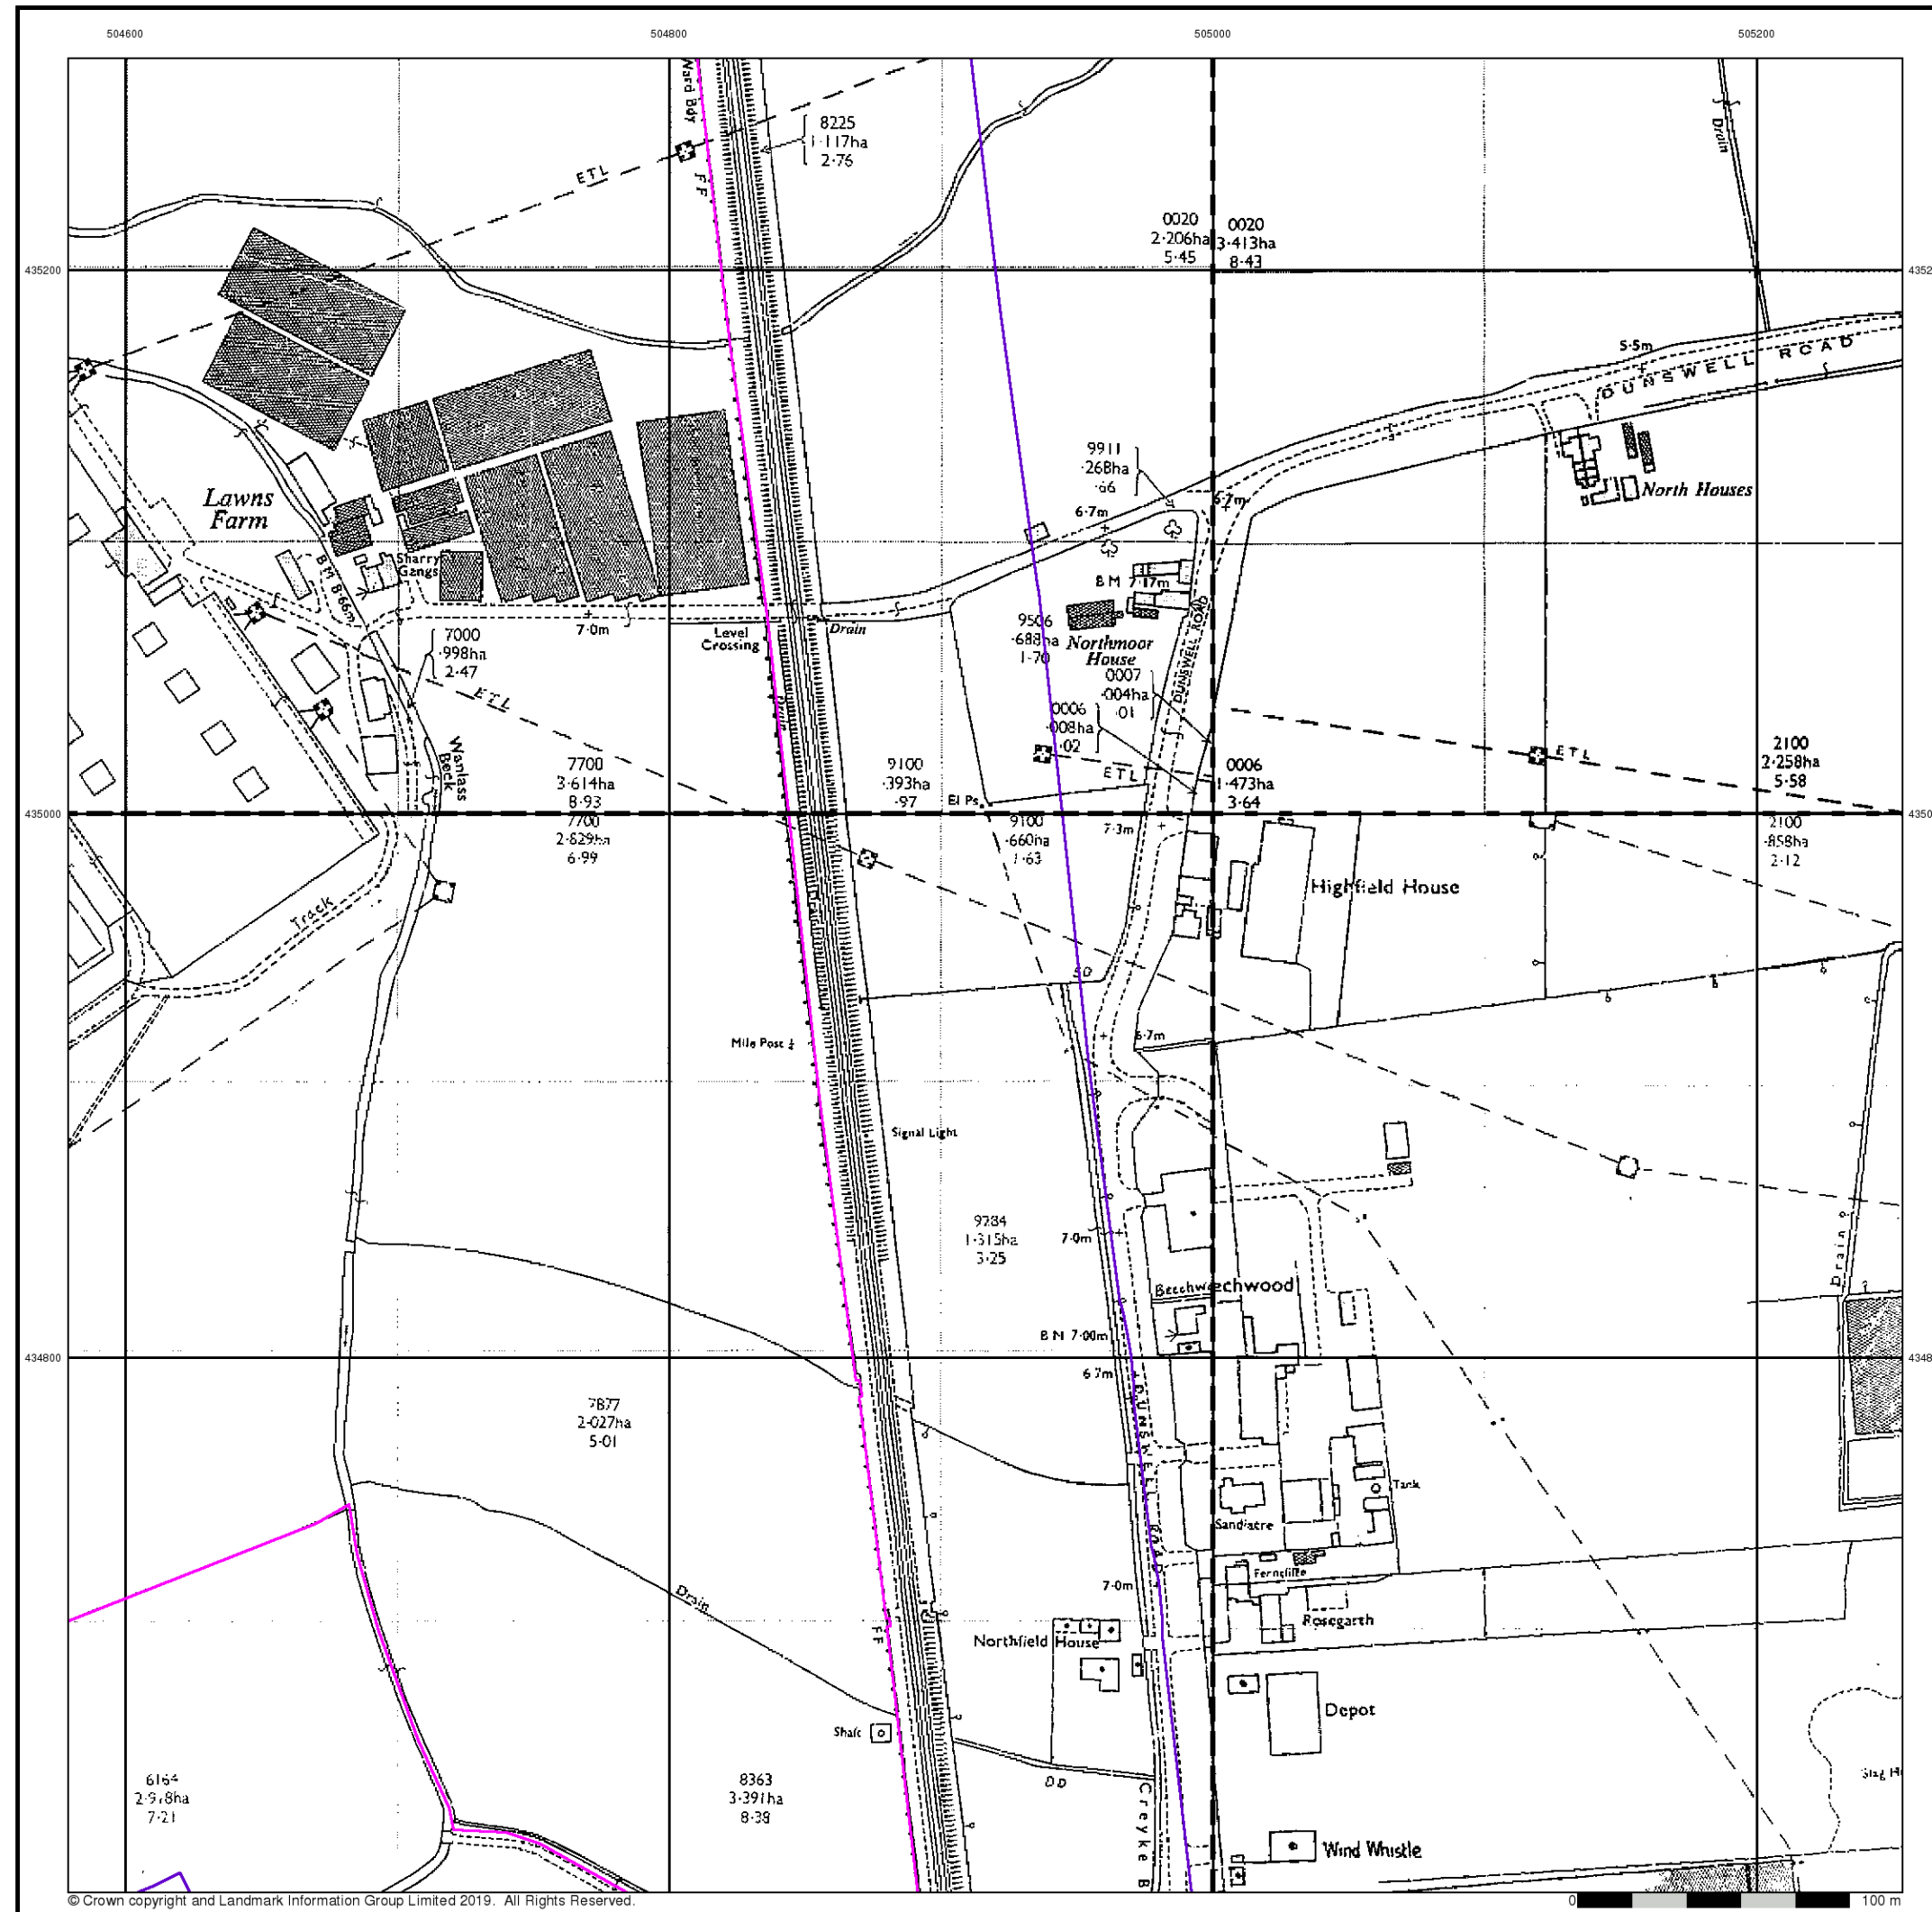 504600
504800
505000
505200
Ward Bdy
8225
1·117ha
2·76
ETL
F F
Drain
0020
2·206ha
5·45
0020
3·413ha
8·43
435200
5·5m
DUNSWELL ROAD
9911
·268ha
·66
6·7m
6·7m
North Houses
Lawns
Farm
Sharry
Gangs
B M 8·66m
B M 7·17m
7·0m
Level
Crossing
Drain
9506
·688ha
1·70
Northmoor
House
DUNSWELL ROAD
7000
·998ha
2·47
ETL
0007
·004ha
·01
0006
·008ha
·02
Wanlass
Beck
Drain
7700
3·614ha
8·93
9100
·393ha
·97
ETL
0006
1·473ha
3·64
ETL
2100
2·258ha
5·58
El Ps
435000
7700
2·829ha
6·99
9100
·660ha
1·63
7·3m
2100
·858ha
2·12
Highfield House
Track
SD
Mile Post
6·7m
Signal Light
9284
1·315ha
3·25
7·0m
Drain
Beechwood
B M 7·00m
434800
6·7m
7877
2·027ha
5·01
DUNSWELL ROAD
Tank
Sandiacre
Ferncliffe
7·0m
Drain
Rosegarth
F F
Northfield House
Depot
Shaft
6164
2·918ha
7·21
8363
3·391ha
8·38
DD
Creyke B
Slag H
Wind Whistle
© Crown copyright and Landmark Information Group Limited 2019. All Rights Reserved.
0
100 m